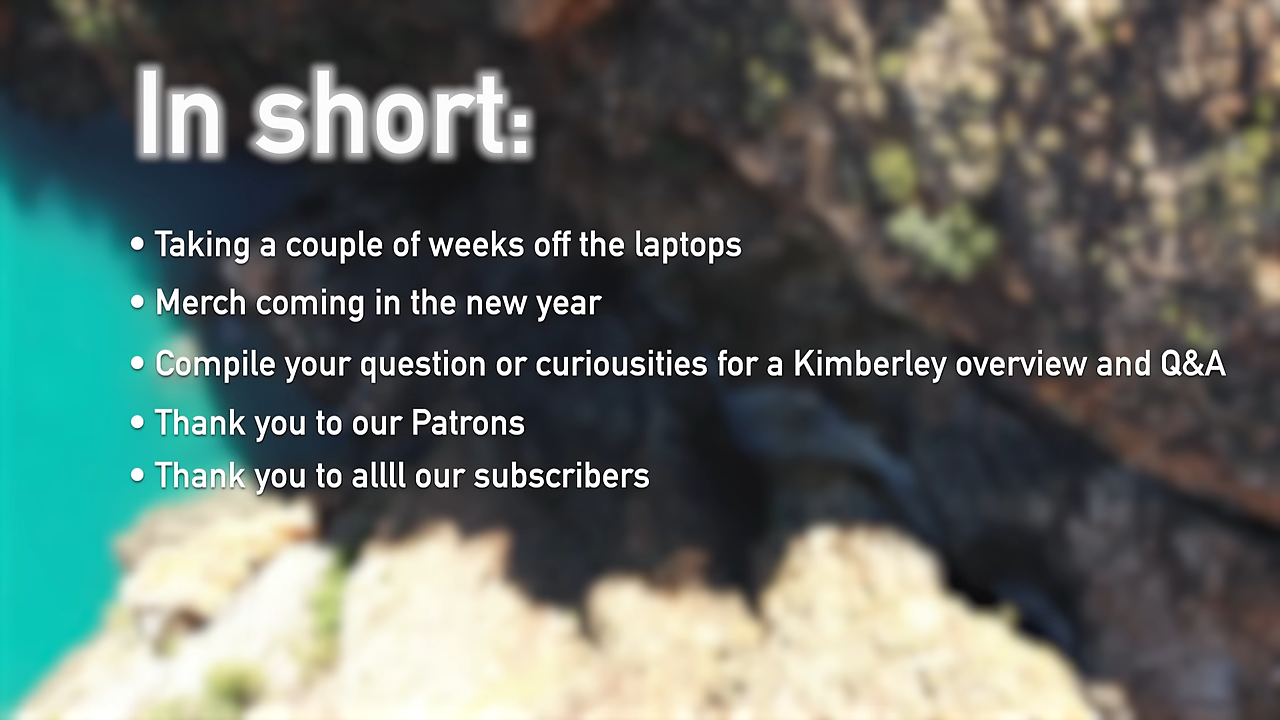 In short:
• Taking a couple of weeks off the laptops
• Merch coming in the new year
• Compile your question or curiousities for a Kimberley overview and Q&A
• Thank you to our Patrons
• Thank you to allll our subscribers